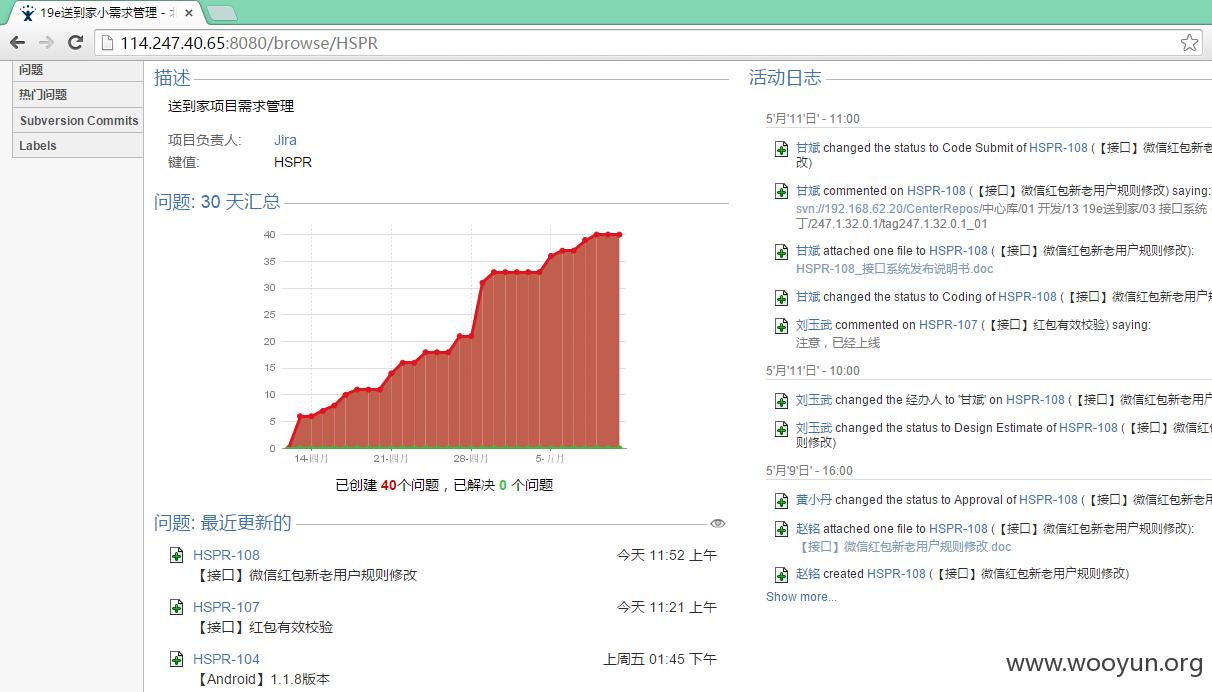 19e送到家小需求管理 -
114.247.40.65:8080/browse/HSPR
问题
热门问题
Subversion Commits
Labels
描述
送到家项目需求管理
项目负责人: Jira
键值: HSPR
问题: 30 天汇总
40
35
30
25
20
15
10
5
0
14-四月 21-四月 28-四月 5-五月
已创建 40个问题，已解决 0 个问题
问题: 最近更新的
HSPR-108 今天 11:52 上午
【接口】微信红包新老用户规则修改
HSPR-107 今天 11:21 上午
【接口】红包有效校验
HSPR-104 上周五 01:45 下午
【Android】1.1.8版本
活动日志
5'月'11'日' - 11:00
甘斌 changed the status to Code Submit of HSPR-108 (【接口】微信红包新老
改)
甘斌 commented on HSPR-108 (【接口】微信红包新老用户规则修改) saying:
svn://192.168.62.20/CenterRepos/中心库/01 开发/13 19e送到家/03 接口系统
丁/247.1.32.0.1/tag247.1.32.0.1_01
甘斌 attached one file to HSPR-108 (【接口】微信红包新老用户规则修改):
HSPR-108_接口系统发布说明书.doc
甘斌 changed the status to Coding of HSPR-108 (【接口】微信红包新老用户
刘玉武 commented on HSPR-107 (【接口】红包有效校验) saying:
注意，已经上线
5'月'11'日' - 10:00
刘玉武 changed the 经办人 to '甘斌' on HSPR-108 (【接口】微信红包新老用户
刘玉武 changed the status to Design Estimate of HSPR-108 (【接口】微信红
则修改)
5'月'9'日' - 16:00
黄小丹 changed the status to Approval of HSPR-108 (【接口】微信红包新老用
赵铭 attached one file to HSPR-108 (【接口】微信红包新老用户规则修改):
【接口】微信红包新老用户规则修改.doc
赵铭 created HSPR-108 (【接口】微信红包新老用户规则修改)
Show more...
www.wooyun.org